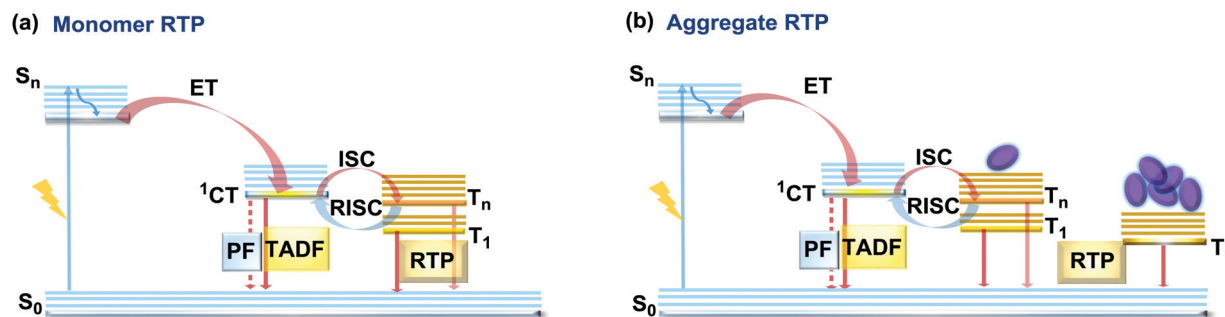 (a) Monomer RTP
Sn
ET
ISC
¹CT
RISC
Tn
T₁
PF
TADF
RTP
S₀
(b) Aggregate RTP
Sn
ET
ISC
¹CT
RISC
Tn
T₁
PF
TADF
RTP
T
S₀